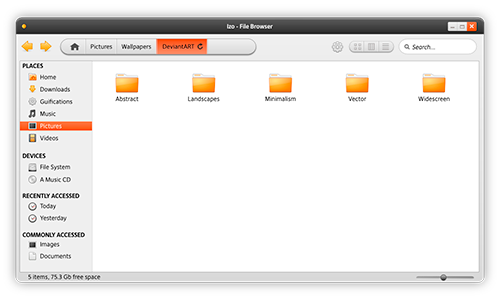 Izo - File Browser
Pictures Wallpapers DeviantART Search...
PLACES
Home
Downloads
Guifications
Music
Pictures
Videos
DEVICES
File System
A Music CD
RECENTLY ACCESSED
Today
Yesterday
COMMONLY ACCESSED
Images
Documents
Abstract Landscapes Minimalism Vector Widescreen
5 items, 75.3 Gb free space